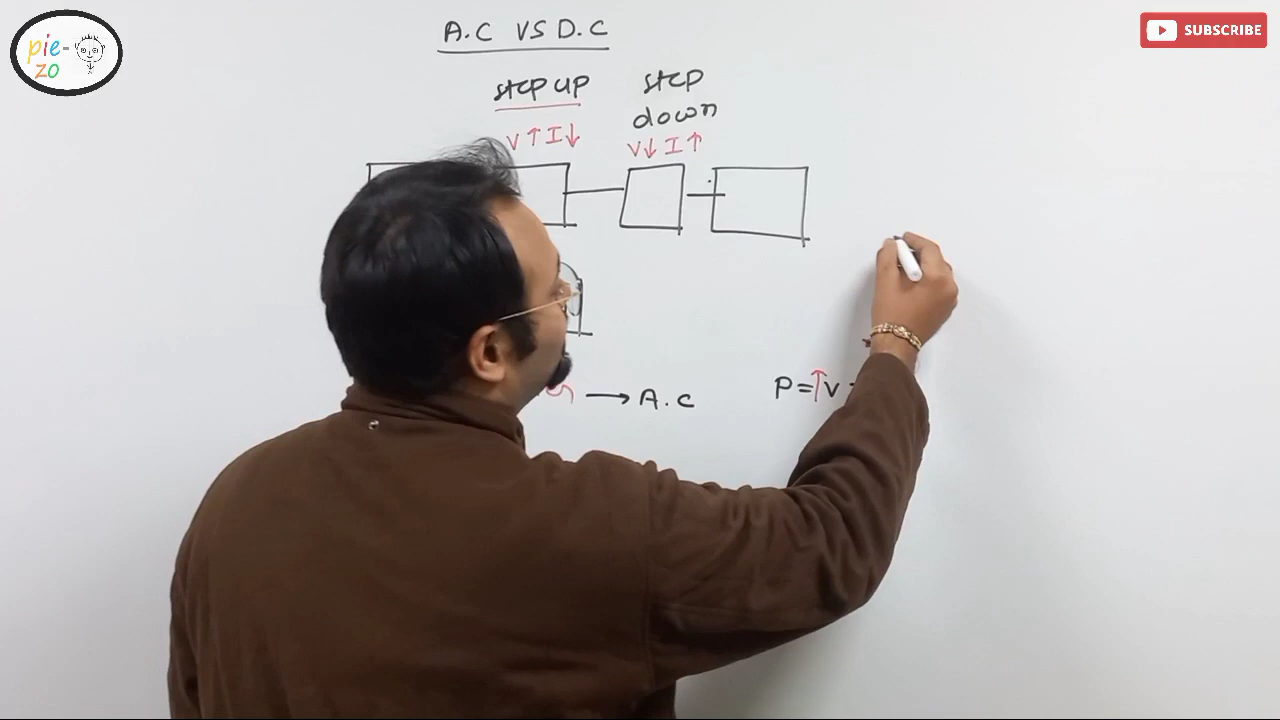 pie-
zo
SUBSCRIBE
A.C VS D.C
step up
step
down
V ↑ I ↓
V ↓ I ↑
→ A.C
P = ↑ V